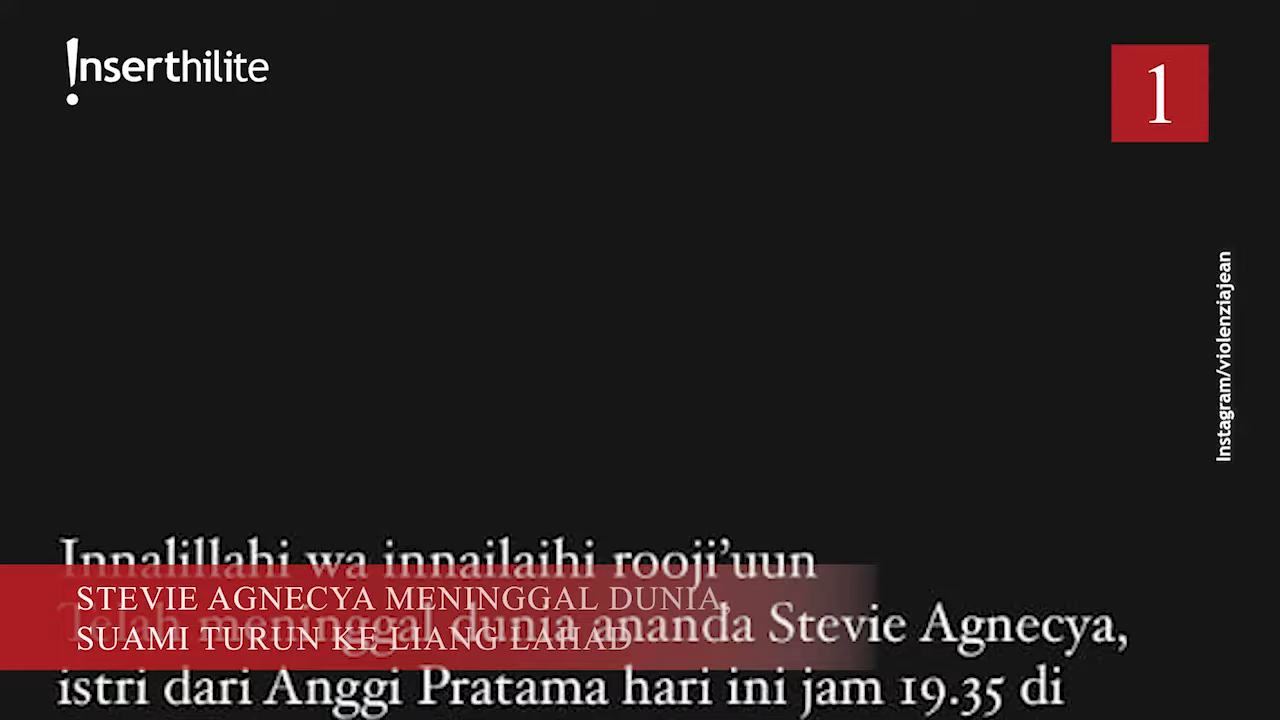 Inserthilite
1
Instagram/violenziajean
Innalillahi wa innailaihi rooji'uun
STEVIE AGNECYA MENINGGAL DUNIA,
SUAMI TURUN KE LIANG LAHAD
Telah meninggal dunia ananda Stevie Agnecya,
istri dari Anggi Pratama hari ini jam 19.35 di